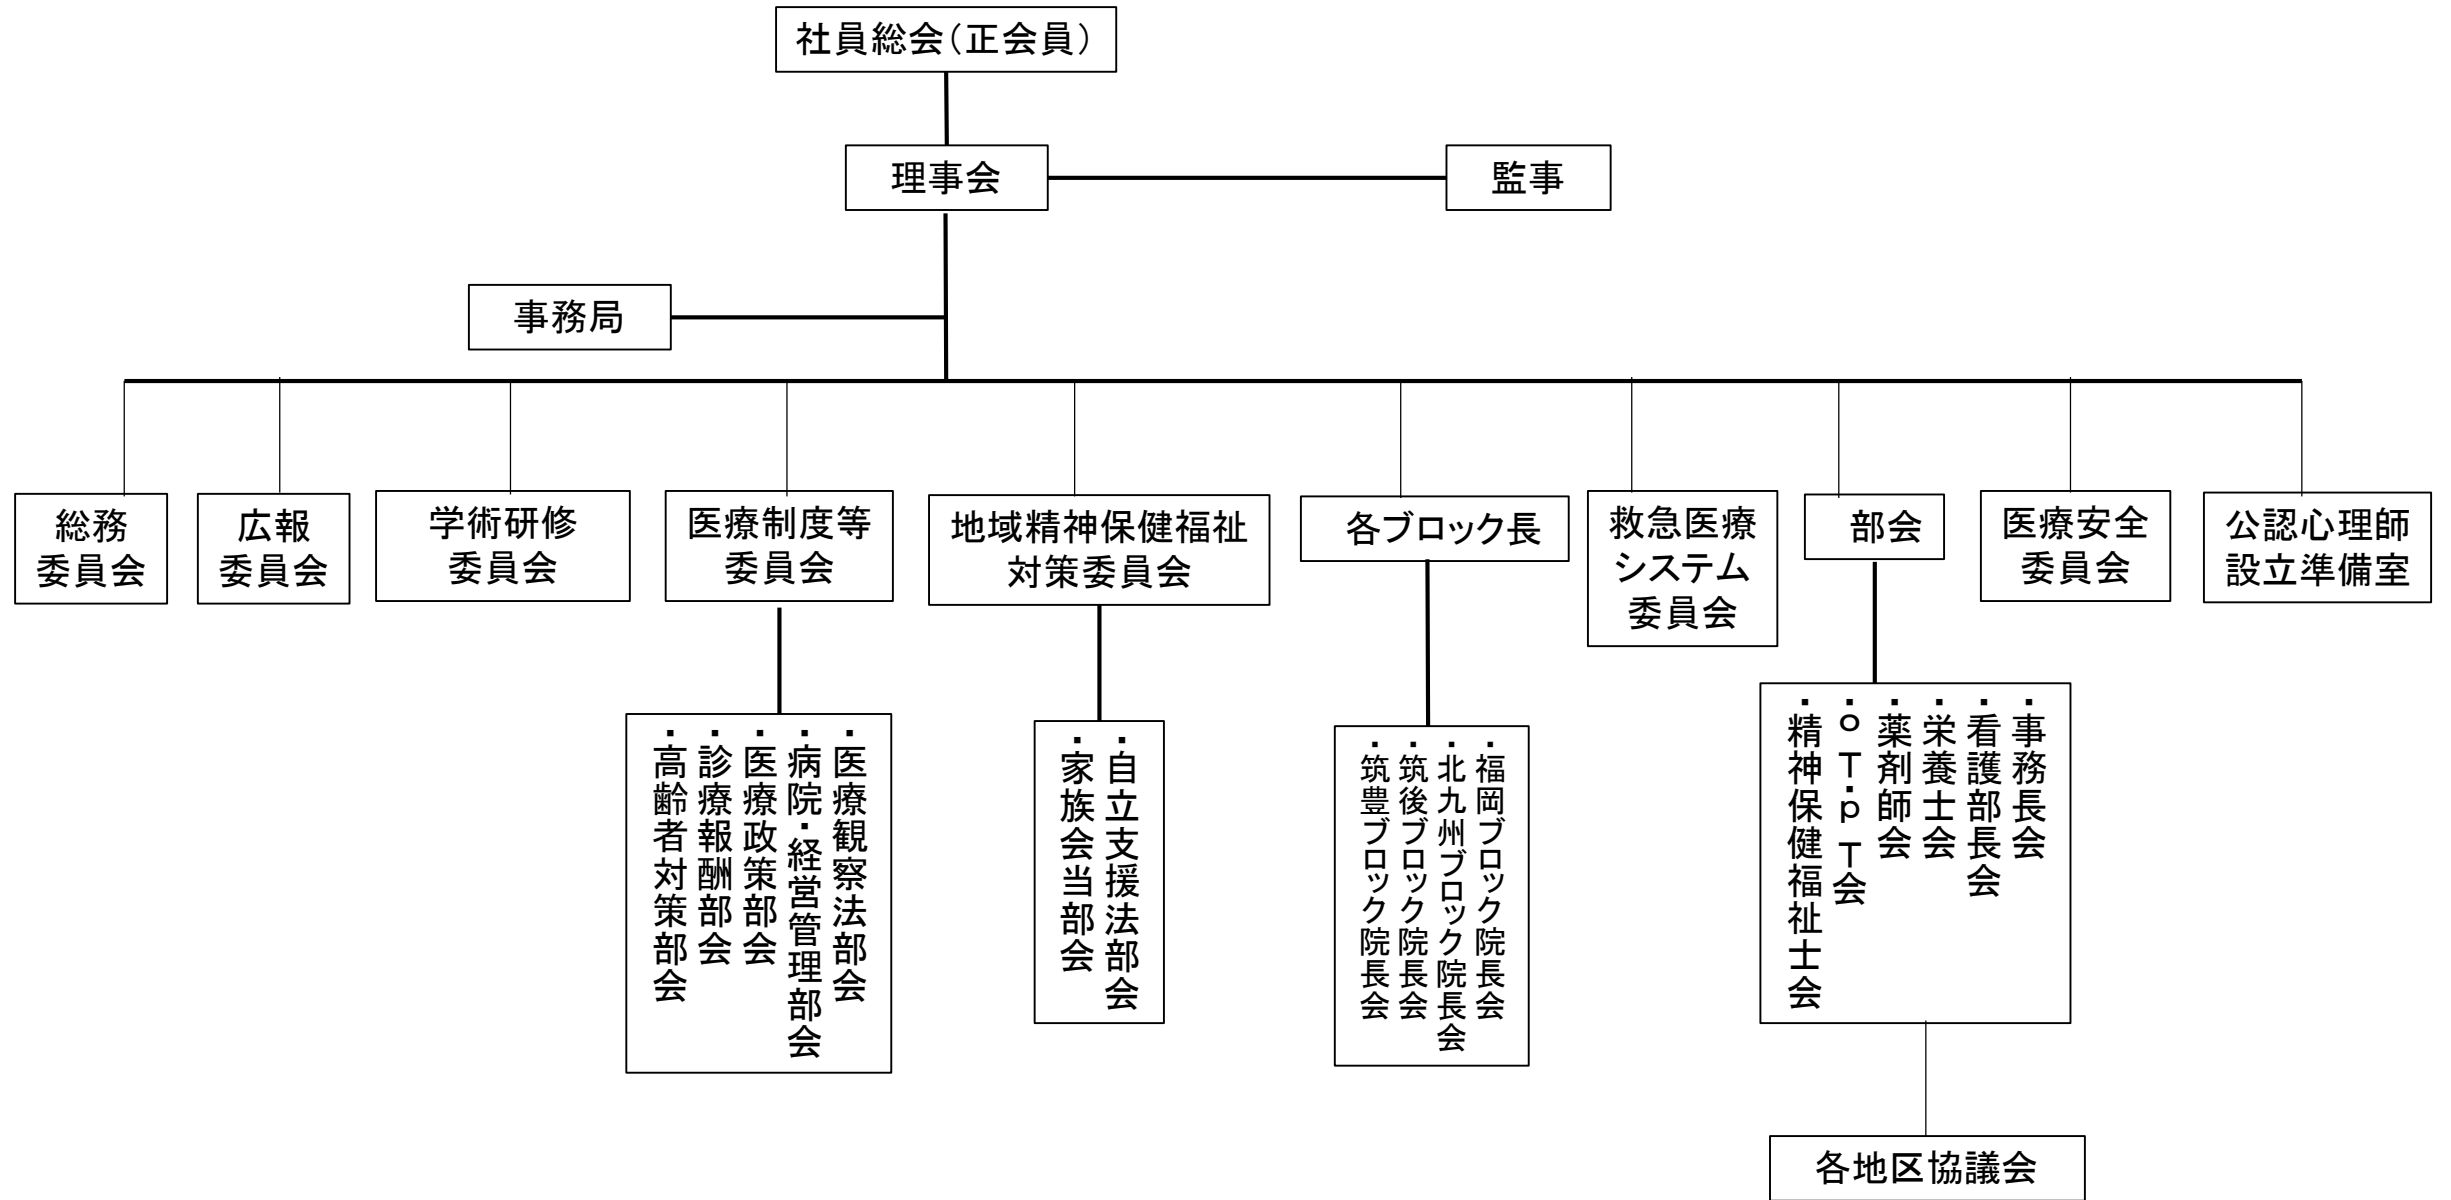 社員総会(正会員)
理事会
監事
事務局
総務
委員会
広報
委員会
学術研修
委員会
医療制度等
委員会
地域精神保健福祉
対策委員会
各ブロック長
救急医療
システム
委員会
部会
医療安全
委員会
公認心理師
設立準備室
・医療観察法部会
・病院・経営管理部会
・医療政策部会
・診療報酬部会
・高齢者対策部会
・自立支援法部会
・家族会当部会
・福岡ブロック院長会
・北九州ブロック院長会
・筑後ブロック院長会
・筑豊ブロック院長会
・事務長会
・看護部長会
・栄養士会
・薬剤師会
・oT・pT会
・精神保健福祉士会
各地区協議会